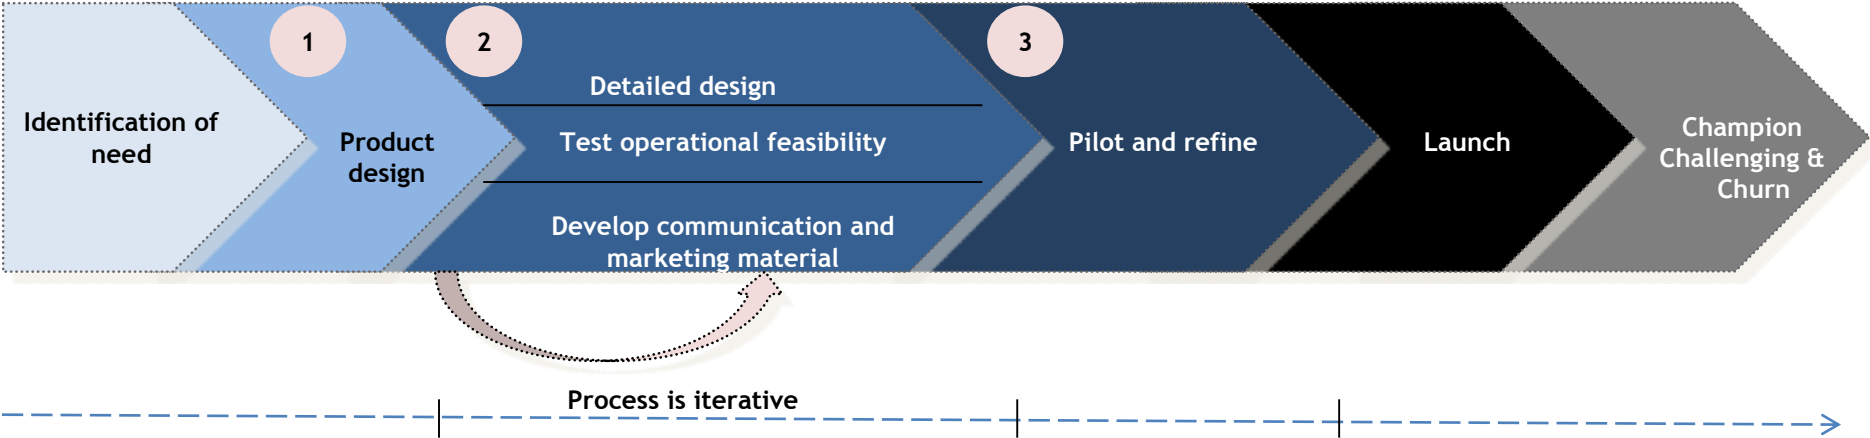 1
2
3
Identification of
need
Product
design
Detailed design
Test operational feasibility
Develop communication and
marketing material
Pilot and refine
Launch
Champion
Challenging &
Churn
Process is iterative